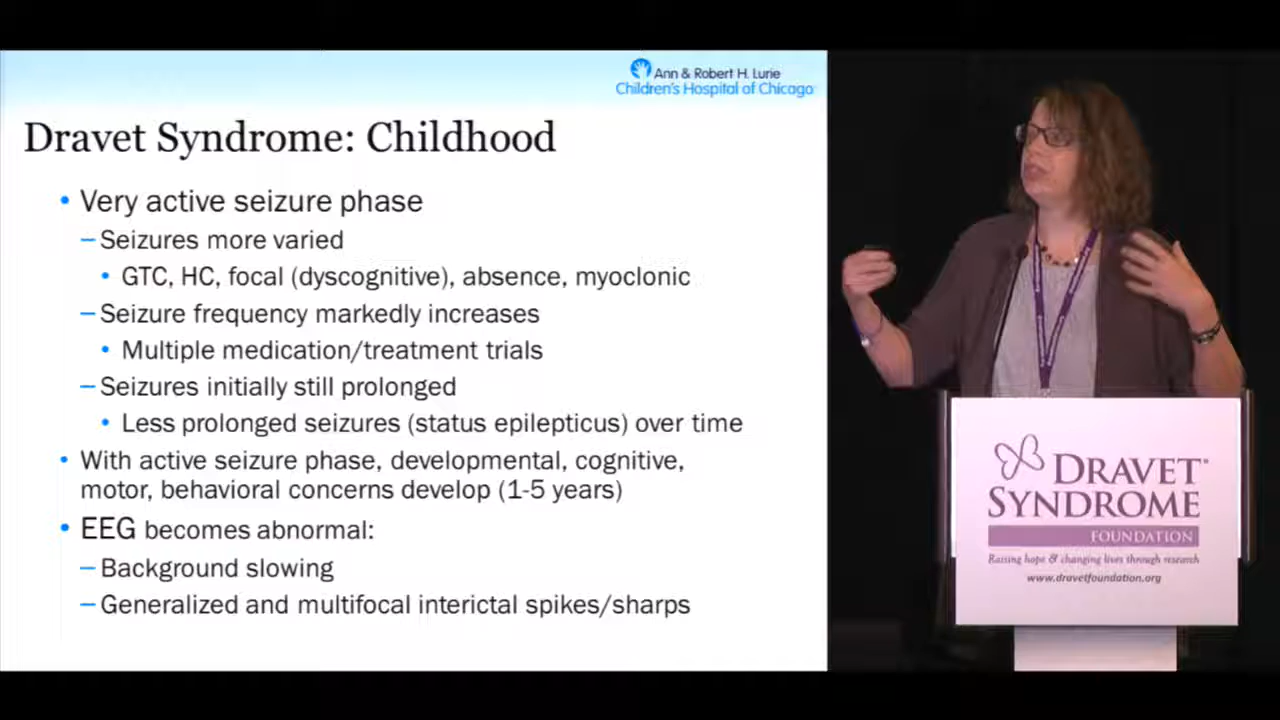 Ann & Robert H. Lurie
Children's Hospital of Chicago
Dravet Syndrome: Childhood
• Very active seizure phase
– Seizures more varied
• GTC, HC, focal (dyscognitive), absence, myoclonic
– Seizure frequency markedly increases
• Multiple medication/treatment trials
– Seizures initially still prolonged
• Less prolonged seizures (status epilepticus) over time
• With active seizure phase, developmental, cognitive,
motor, behavioral concerns develop (1-5 years)
• EEG becomes abnormal:
– Background slowing
– Generalized and multifocal interictal spikes/sharps
DRAVET
SYNDROME
FOUNDATION
Raising hope & changing lives through research
www.dravetfoundation.org